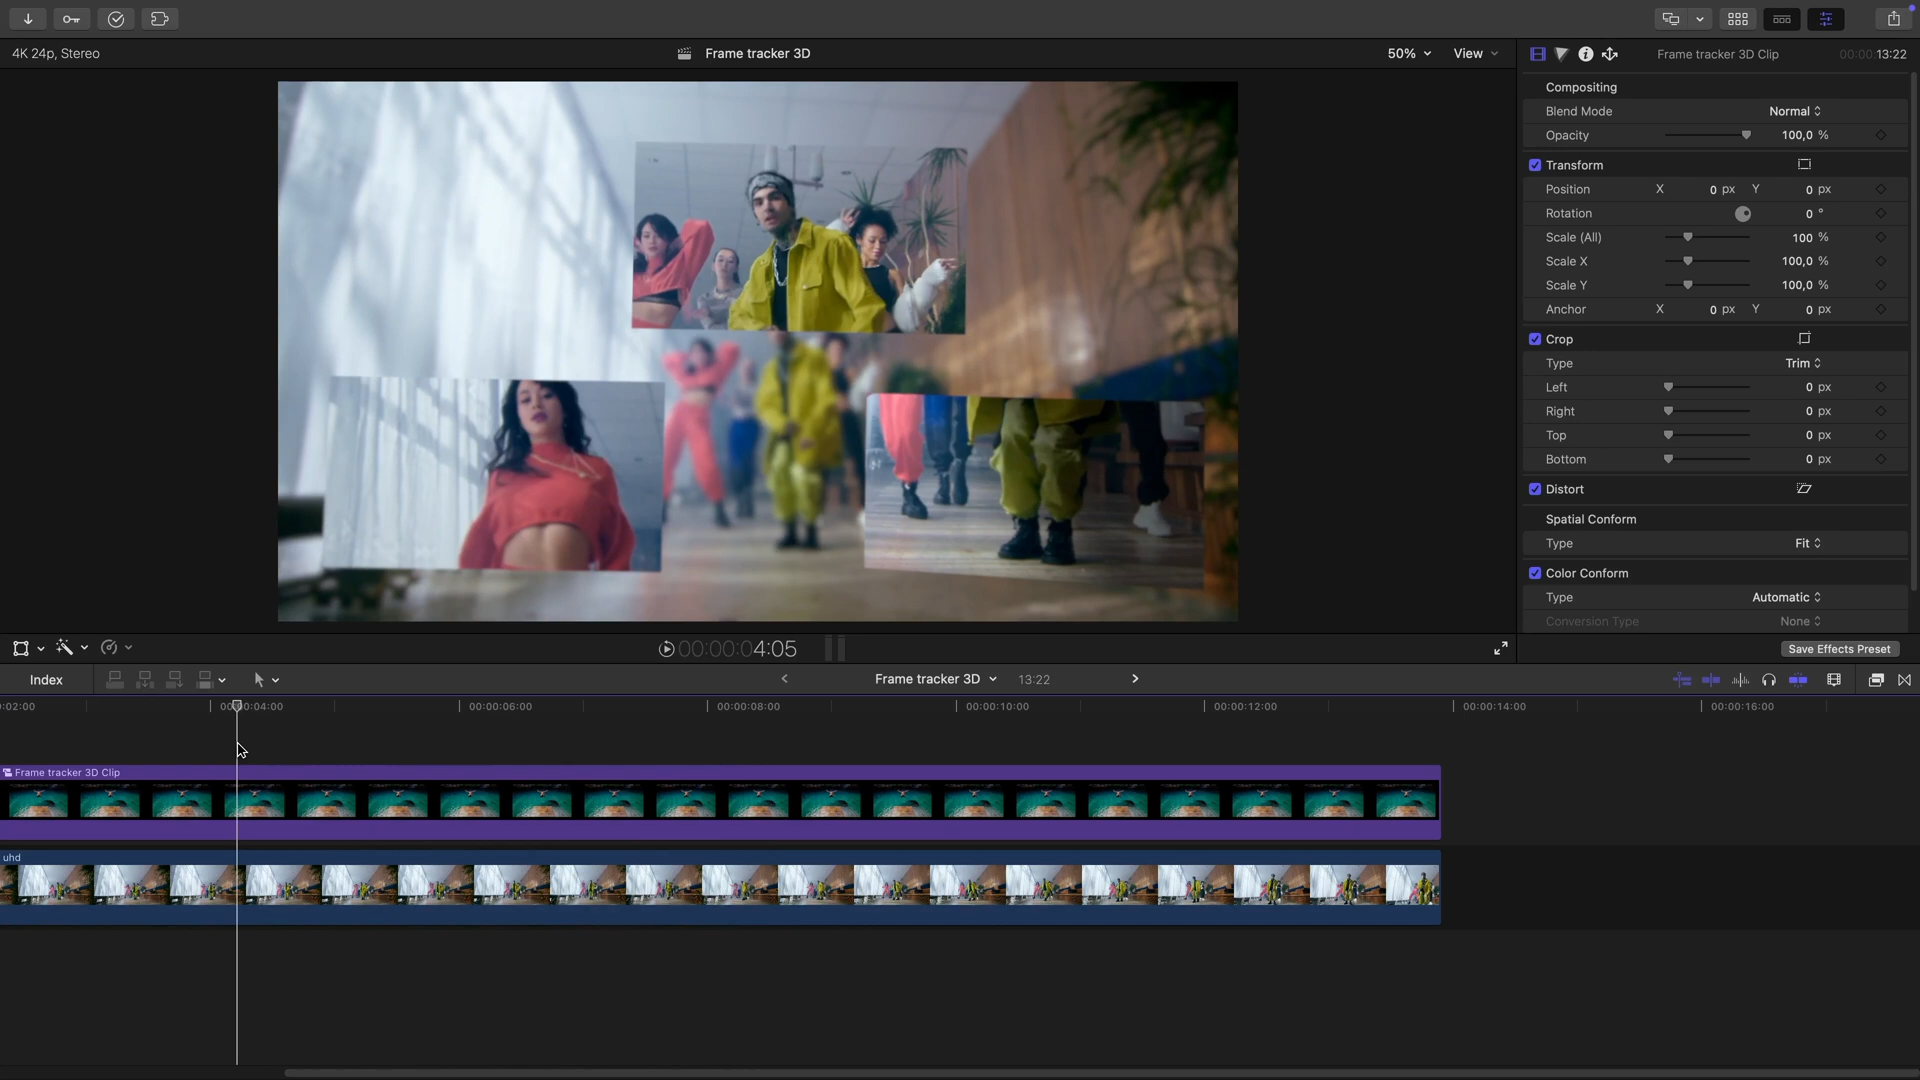 4K 24p, Stereo
Frame tracker 3D
50%
View
Frame tracker 3D Clip
00:00:13:22
Compositing
Blend Mode
Normal
Opacity
100,0 %
Transform
Position
X
0 px
Y
0 px
Rotation
0 °
Scale (All)
100 %
Scale X
100,0 %
Scale Y
100,0 %
Anchor
X
0 px
Y
0 px
Crop
Type
Trim
Left
0 px
Right
0 px
Top
0 px
Bottom
0 px
Distort
Spatial Conform
Type
Fit
Color Conform
Type
Automatic
Conversion Type
None
00:00:04:05
Save Effects Preset
Index
Frame tracker 3D
13:22
:02:00
00:00:06:00
00:00:08:00
00:00:10:00
00:00:12:00
00:00:14:00
00:00:16:00
Frame tracker 3D Clip
uhd